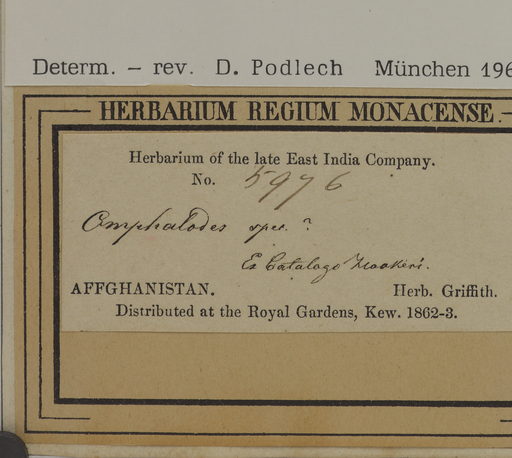 Determ. – rev. D. Podlech München 196
HERBARIUM REGIUM MONACENSE.
Herbarium of the late East India Company.
No. 5976
Omphalodes spec. ?
Ex Catalogo Hookeri.
AFFGHANISTAN. Herb. Griffith.
Distributed at the Royal Gardens, Kew. 1862-3.